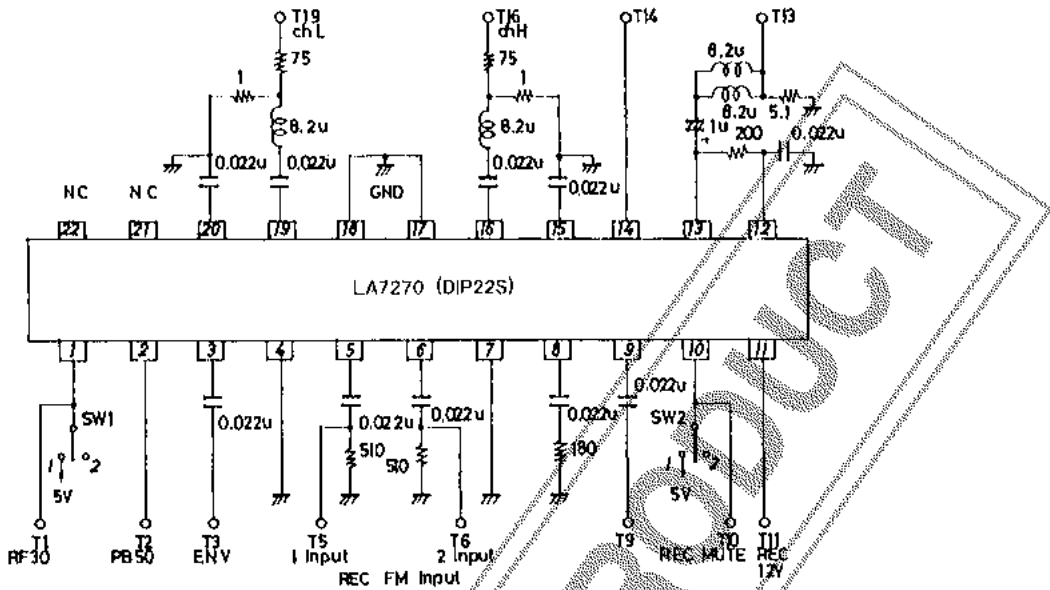 T19 T16 T14 T13
chL chH
75 75 8.2u
1 1
8.2u 5.1
8.2u 8.2u 1u 200 0.022u
0.022u 0.022u 0.022u 0.022u
NC NC GND
22 21 20 19 18 17 16 15 14 13 12
LA7270 (DIP22S)
1 2 3 4 5 6 7 8 9 10 11
SW1 0.022u 0.022u 0.022u 0.022u 0.022u SW2
510 510 180
1 2 1 2
5V 5V
T1 T2 T3 T5 T6 T9 T10 T11
RF30 PB50 ENV 1 Input 2 Input REC MUTE REC
12V
REC FM Input
PRODUCT